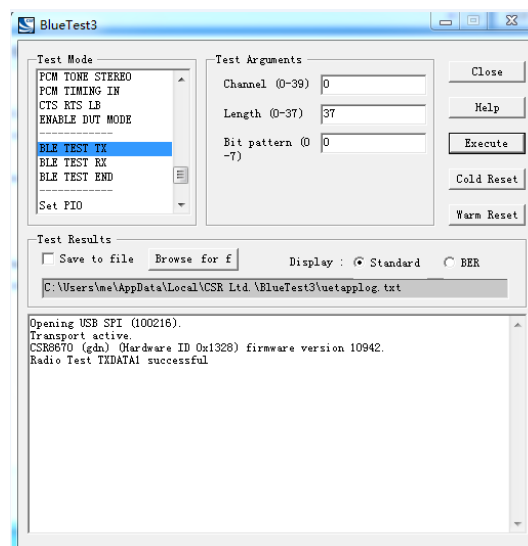 BlueTest3
Test Mode
PCM TONE STEREO
PCM TIMING IN
CTS RTS LB
ENABLE DUT MODE
------------
BLE TEST TX
BLE TEST RX
BLE TEST END
------------
Set PIO
Test Arguments
Channel (0-39) 0
Length (0-37) 37
Bit pattern (0 0
-7)
Close
Help
Execute
Cold Reset
Warm Reset
Test Results
Save to file Browse for f Display : Standard BER
C:\Users\me\AppData\Local\CSR Ltd.\BlueTest3\uetapplog.txt
Opening USB SPI (100216).
Transport active.
CSR8670 (gdn) (Hardware ID 0x1328) firmware version 10942.
Radio Test TXDATA1 successful